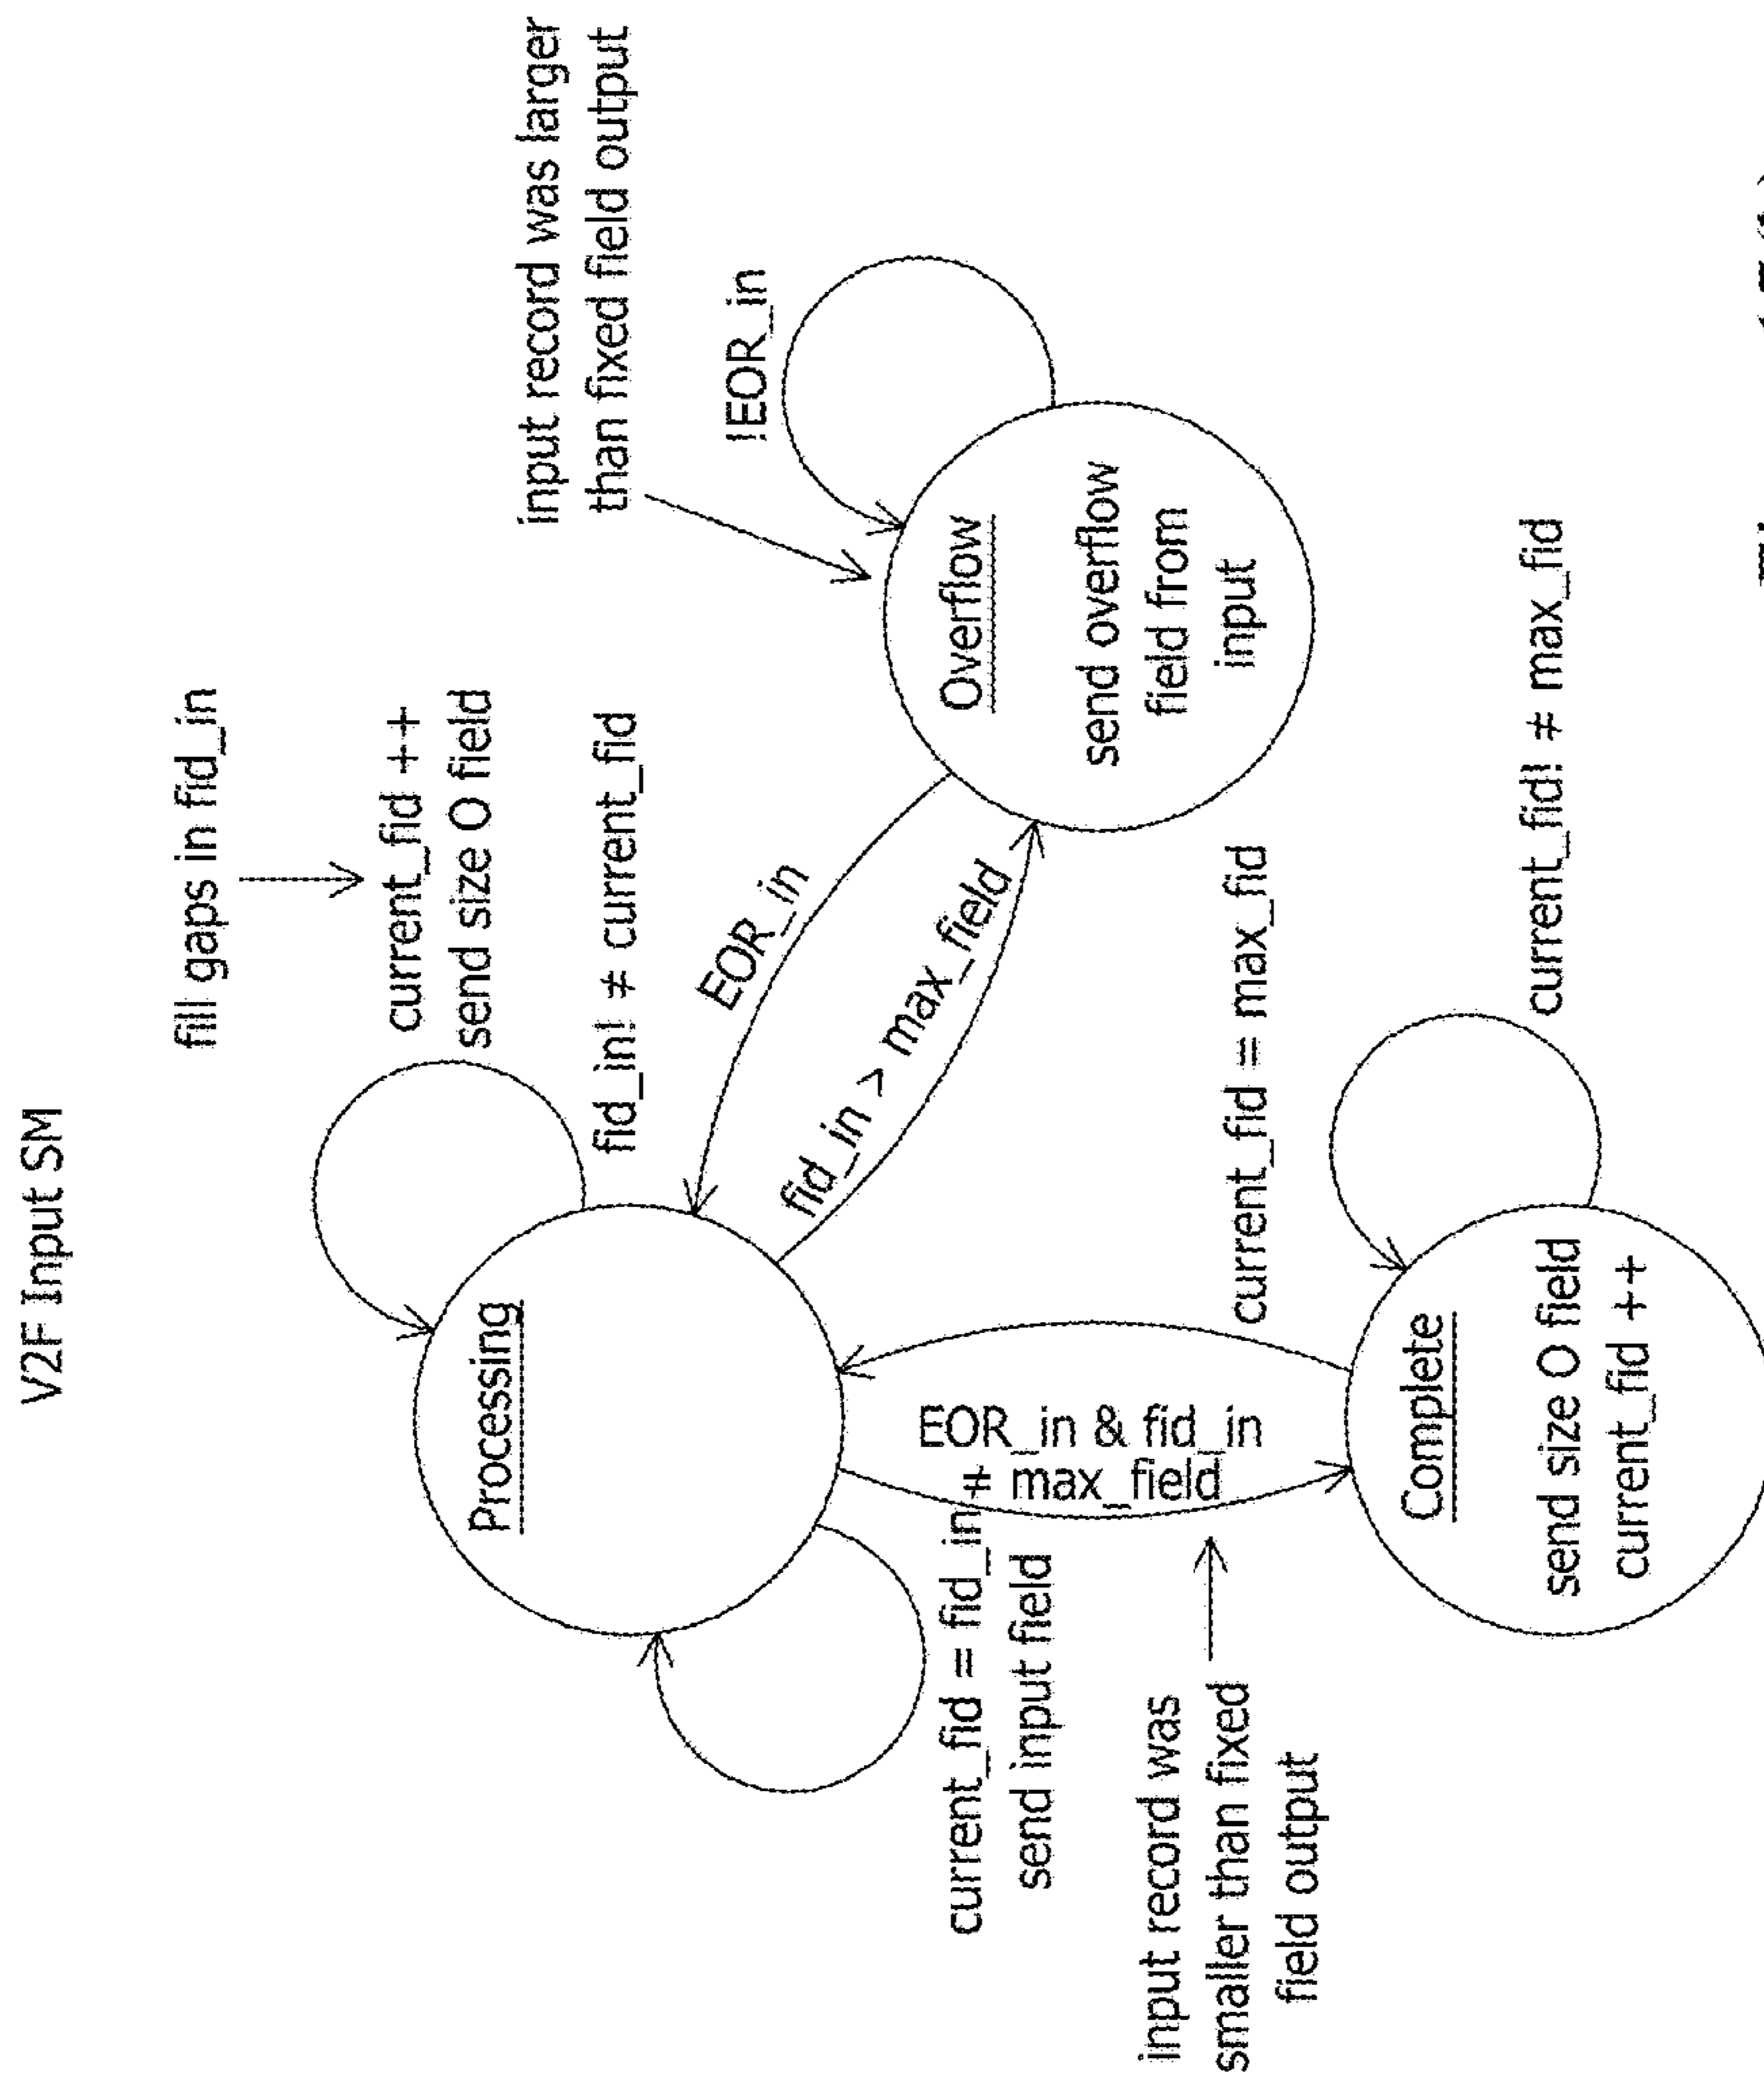 V2F Input SM
fill gaps in fid_in
current_fid ++
send size O field
fid_in! ≠ current_fid
input record was larger
than fixed field output
!EOR_in
Processing
EOR_in
fid_in > max_field
Overflow
send overflow
field from
input
current_fid = fid_in +
send input field
EOR_in & fid_in
≠ max_field
current_fid = max_fid
input record was
smaller than fixed
field output
Complete
send size O field
current_fid ++
current_fid! ≠ max_fid